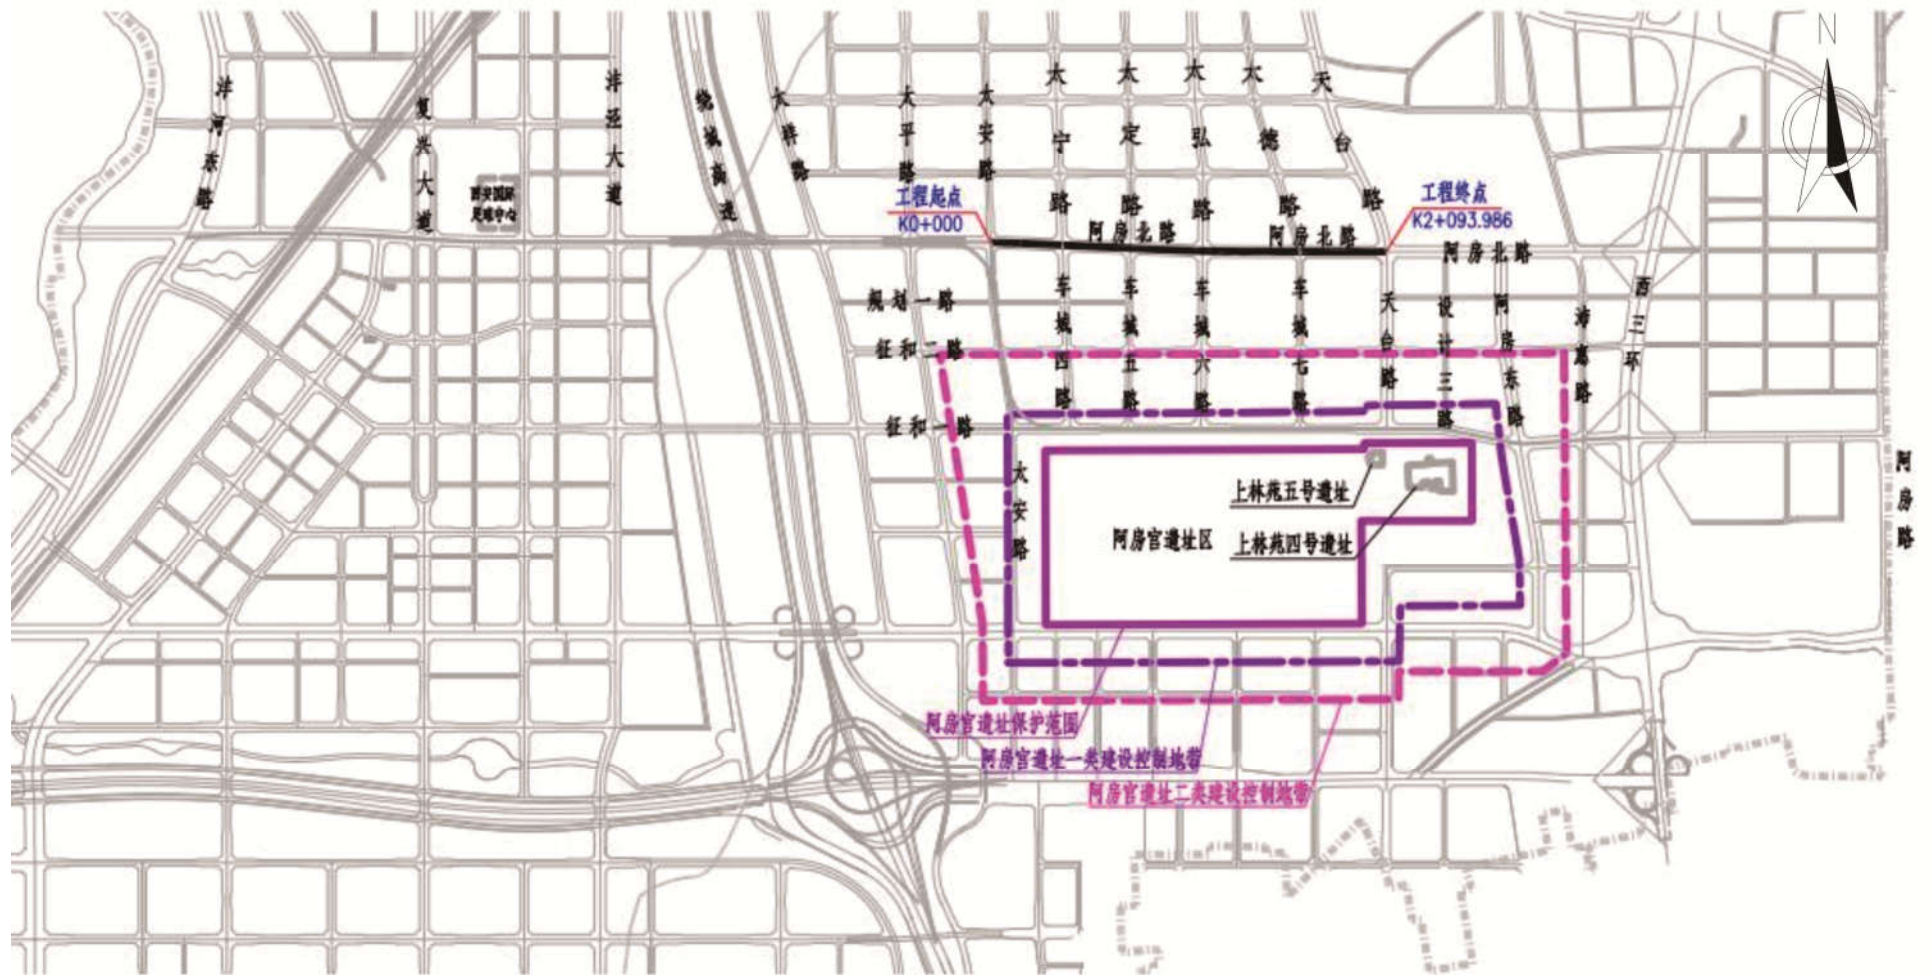 N
沣河东路
复兴大道
沣泾大道
绕城高速
太祥路
太平路
太安路
太宁路
太定路
太弘路
太德路
天台路
西安国际
足球中心
工程起点
K0+000
工程终点
K2+093.986
阿房北路
阿房北路
阿房北路
规划一路
征和二路
征和一路
车城四路
车城五路
车城六路
车城七路
天台路
设计三路
阿房东路
沣惠路
西三环
阿房路
太安路
上林苑五号遗址
阿房宫遗址区
上林苑四号遗址
阿房宫遗址保护范围
阿房宫遗址一类建设控制地带
阿房宫遗址二类建设控制地带